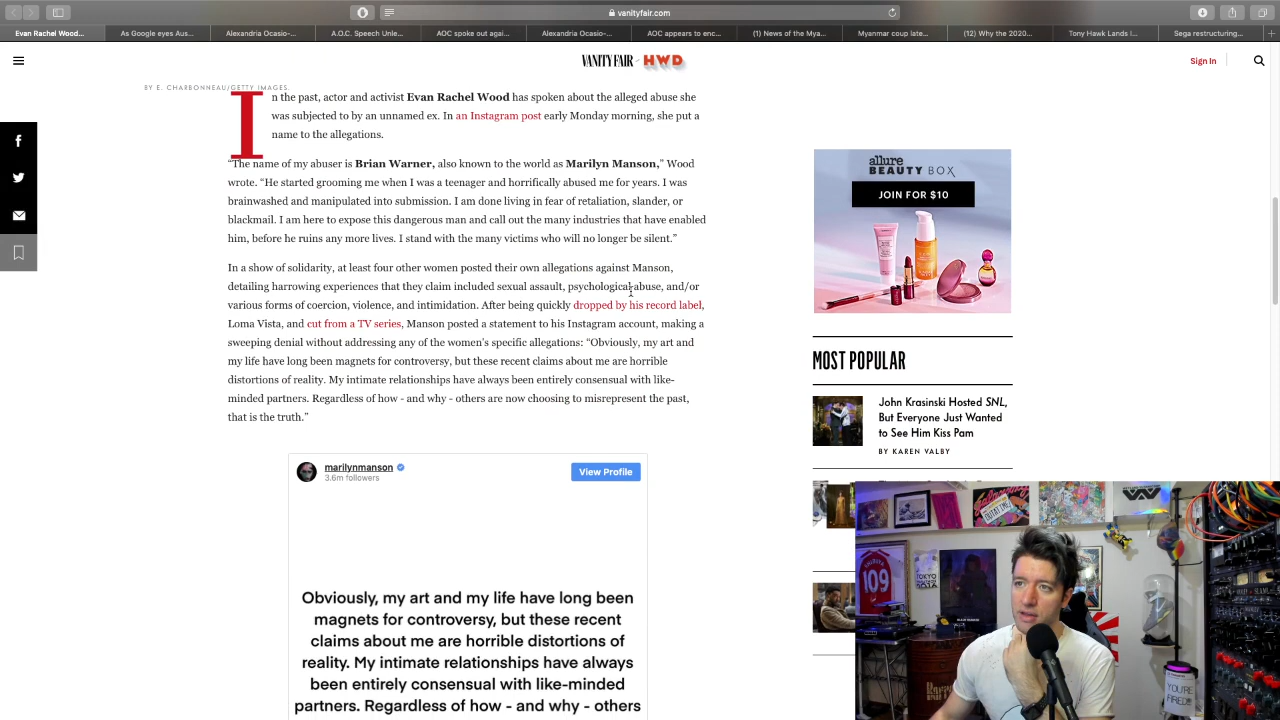 vanityfair.com
Evan Rachel Wood...
As Google eyes Aus...
Alexandria Ocasio-...
A.O.C. Speech Unle...
AOC spoke out agai...
Alexandria Ocasio-...
AOC appears to enc...
(1) News of the Mya...
Myanmar coup late...
(12) Why the 2020...
Tony Hawk Lands l...
Sega restructuring...
VANITY FAIR HWD
Sign In
BY E. CHARBONNEAU/GETTY IMAGES.
In the past, actor and activist Evan Rachel Wood has spoken about the alleged abuse she
was subjected to by an unnamed ex. In an Instagram post early Monday morning, she put a
name to the allegations.
“The name of my abuser is Brian Warner, also known to the world as Marilyn Manson,” Wood
wrote. “He started grooming me when I was a teenager and horrifically abused me for years. I was
brainwashed and manipulated into submission. I am done living in fear of retaliation, slander, or
blackmail. I am here to expose this dangerous man and call out the many industries that have enabled
him, before he ruins any more lives. I stand with the many victims who will no longer be silent.”
In a show of solidarity, at least four other women posted their own allegations against Manson,
detailing harrowing experiences that they claim included sexual assault, psychological abuse, and/or
various forms of coercion, violence, and intimidation. After being quickly dropped by his record label,
Loma Vista, and cut from a TV series, Manson posted a statement to his Instagram account, making a
sweeping denial without addressing any of the women’s specific allegations: “Obviously, my art and
my life have long been magnets for controversy, but these recent claims about me are horrible
distortions of reality. My intimate relationships have always been entirely consensual with like-
minded partners. Regardless of how - and why - others are now choosing to misrepresent the past,
that is the truth.”
marilynmanson
3.6m followers
View Profile
Obviously, my art and my life have long been
magnets for controversy, but these recent
claims about me are horrible distortions of
reality. My intimate relationships have always
been entirely consensual with like-minded
partners. Regardless of how - and why - others
allure
BEAUTY BOX
JOIN FOR $10
MOST POPULAR
John Krasinski Hosted SNL,
But Everyone Just Wanted
to See Him Kiss Pam
BY KAREN VALBY
109
TOKYO
YOU'RE
FIRED!